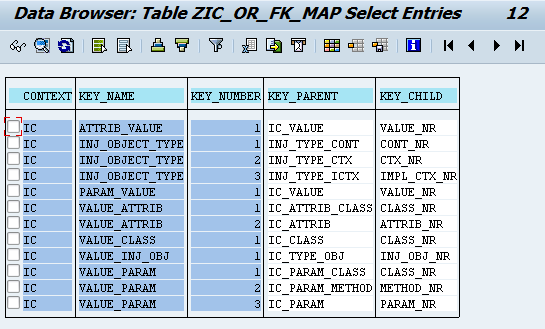 Data Browser: Table ZIC_OR_FK_MAP Select Entries 12
CONTEXT KEY_NAME KEY_NUMBER KEY_PARENT KEY_CHILD
IC ATTRIB_VALUE 1 IC_VALUE VALUE_NR
IC INJ_OBJECT_TYPE 1 INJ_TYPE_CONT CONT_NR
IC INJ_OBJECT_TYPE 2 INJ_TYPE_CTX CTX_NR
IC INJ_OBJECT_TYPE 3 INJ_TYPE_ICTX IMPL_CTX_NR
IC PARAM_VALUE 1 IC_VALUE VALUE_NR
IC VALUE_ATTRIB 1 IC_ATTRIB_CLASS CLASS_NR
IC VALUE_ATTRIB 2 IC_ATTRIB ATTRIB_NR
IC VALUE_CLASS 1 IC_CLASS CLASS_NR
IC VALUE_INJ_OBJ 1 IC_TYPE_OBJ INJ_OBJ_NR
IC VALUE_PARAM 1 IC_PARAM_CLASS CLASS_NR
IC VALUE_PARAM 2 IC_PARAM_METHOD METHOD_NR
IC VALUE_PARAM 3 IC_PARAM PARAM_NR